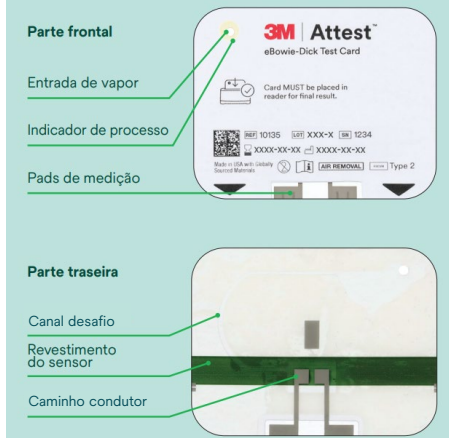 Parte frontal
3M Attest™
eBowie-Dick Test Card
Entrada de vapor
Card MUST be placed in
reader for final result.
Indicador de processo
REF 10135 LOT XXX-X SN 1234
XXXX-XX-XX XXXX-XX-XX
Made in USA with Globally
Sourced Materials
AIR REMOVAL Type 2
Pads de medição
Parte traseira
Canal desafio
Revestimento
do sensor
Caminho condutor